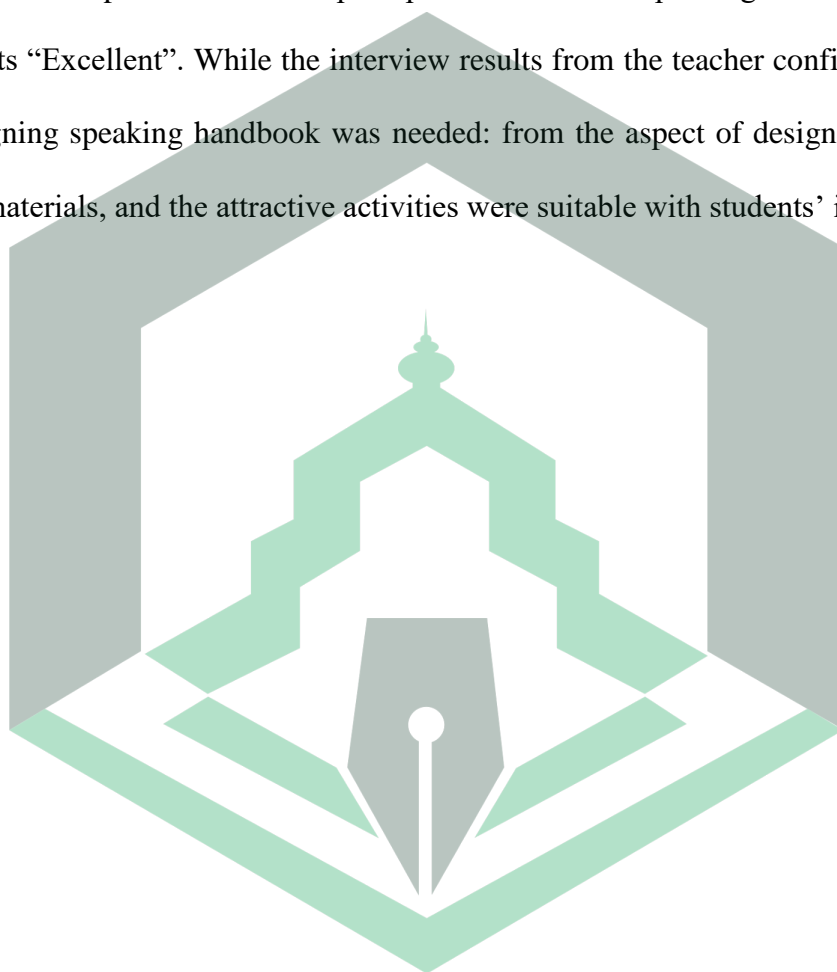 ts “Excellent”. While the interview results from the teacher confi
gning speaking handbook was needed: from the aspect of design
materials, and the attractive activities were suitable with students’ i